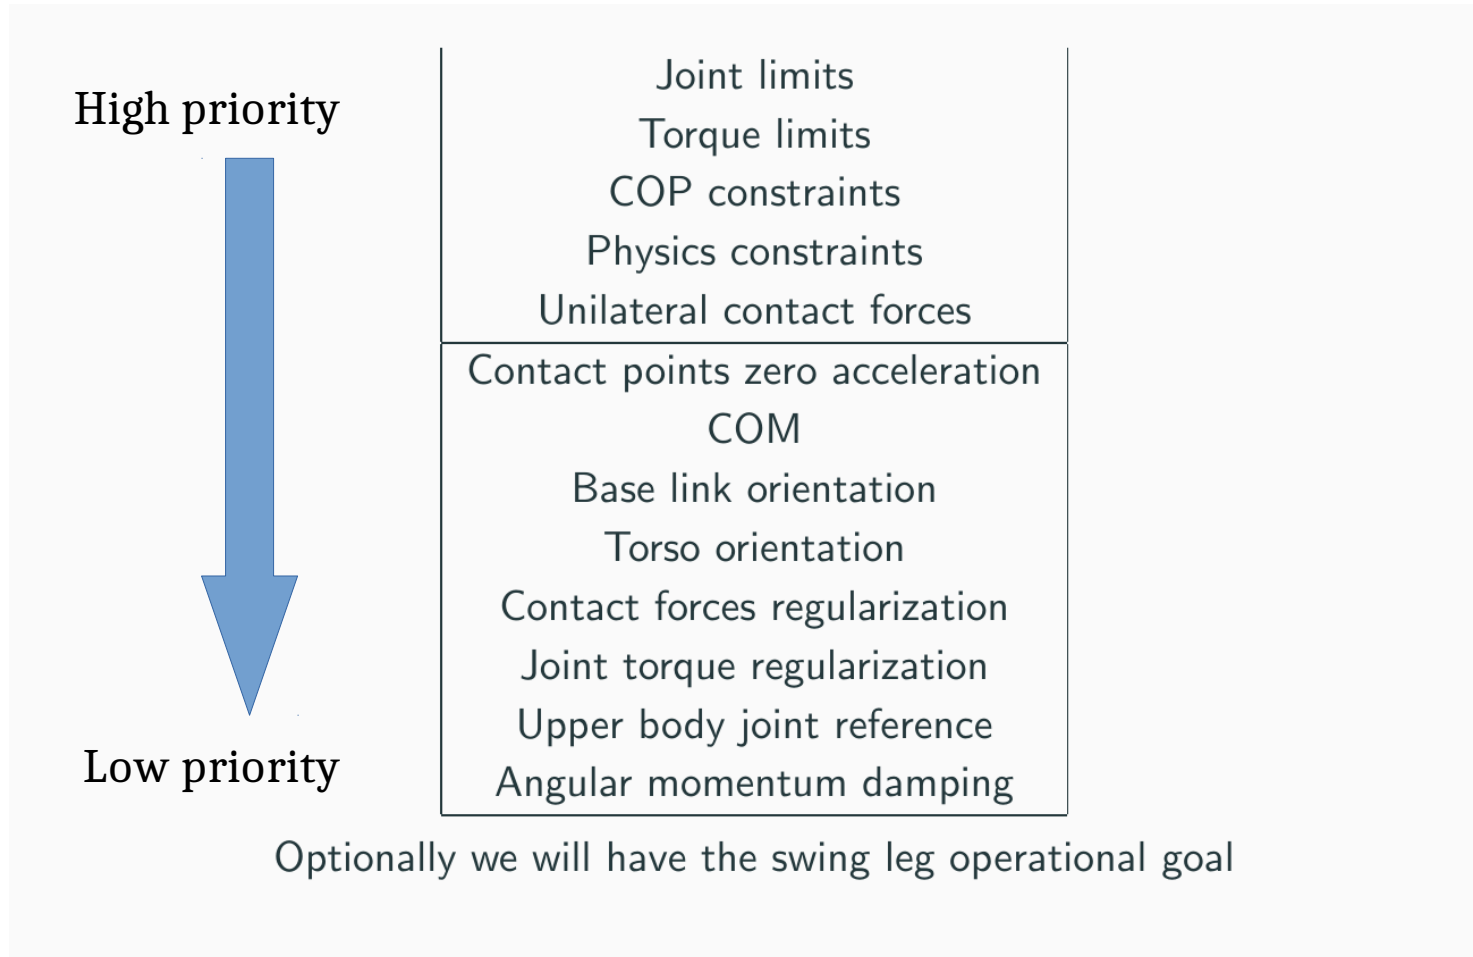 High priority
Joint limits
Torque limits
COP constraints
Physics constraints
Unilateral contact forces
Contact points zero acceleration
COM
Base link orientation
Torso orientation
Contact forces regularization
Joint torque regularization
Upper body joint reference
Angular momentum damping
Low priority
Optionally we will have the swing leg operational goal